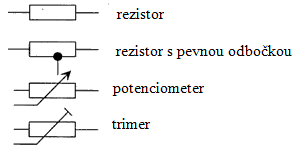 rezistor
rezistor s pevnou odbočkou
potenciometer
trimer